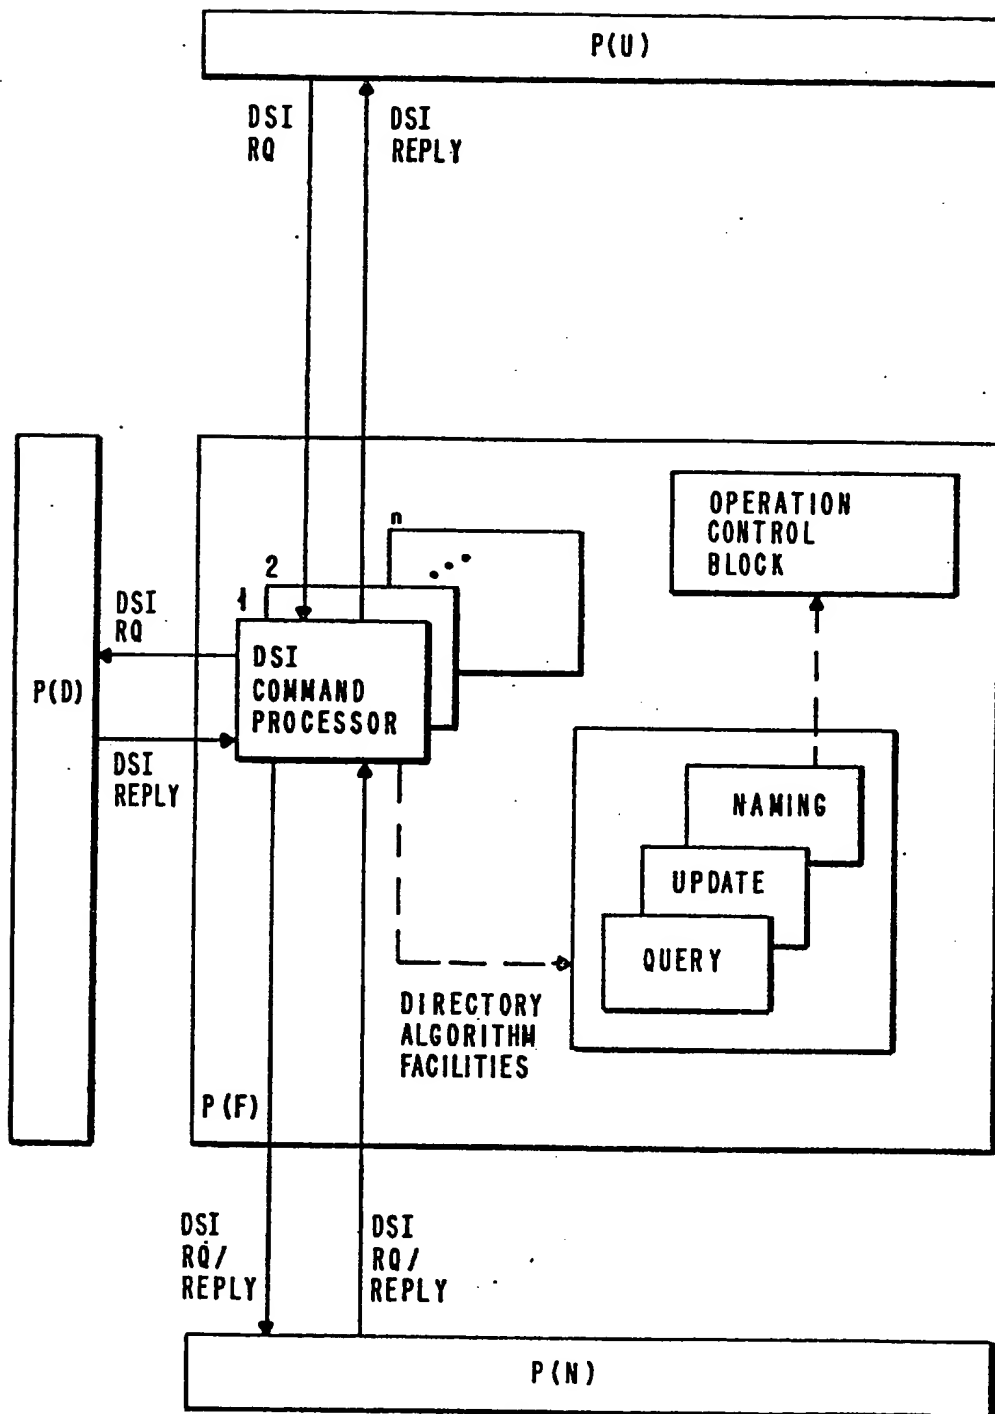 P(U)
DSI
RQ
DSI
REPLY
OPERATION
CONTROL
BLOCK
n
2
1
DSI
RQ
DSI
COMMAND
PROCESSOR
P(D)
DSI
REPLY
NAMING
UPDATE
QUERY
DIRECTORY
ALGORITHM
FACILITIES
P(F)
DSI
RQ/
REPLY
DSI
RQ/
REPLY
P(N)